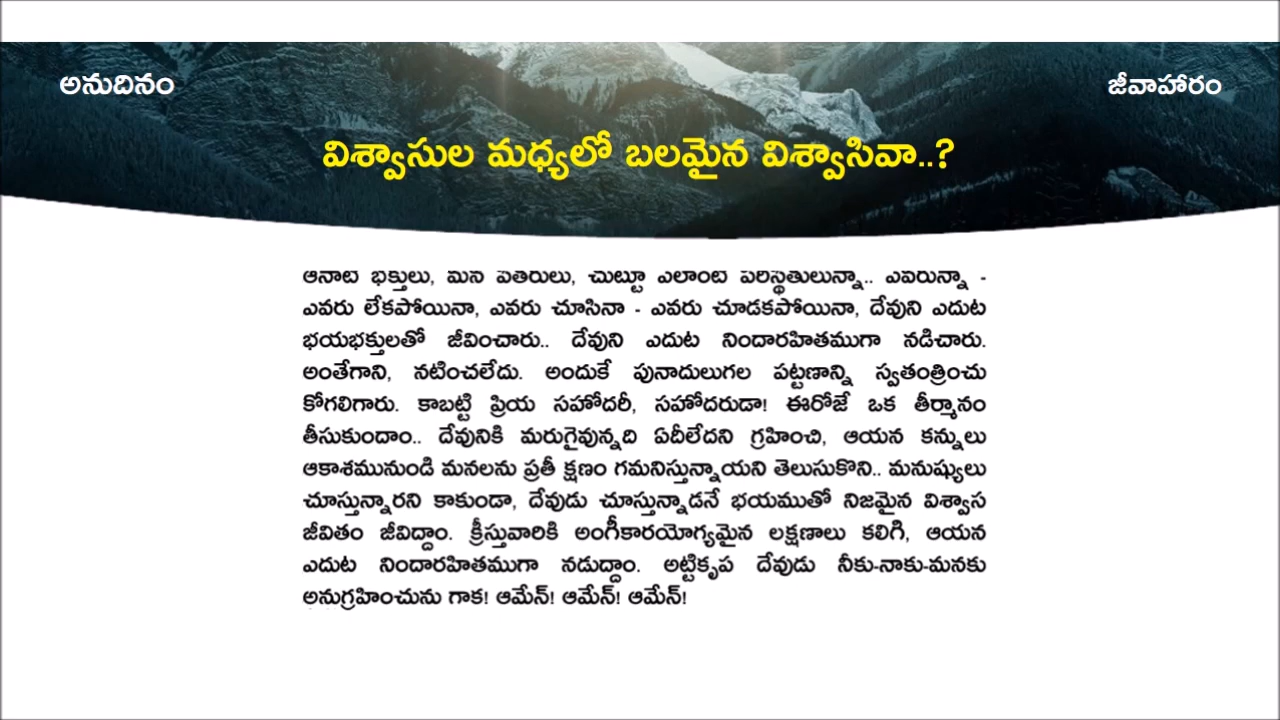 అనుదినం
జీవాహారం
విశ్వాసుల మధ్యలో బలమైన విశ్వాసివా..?
ఆనాటి భక్తులు, మన పితరులు, చుట్టూ ఎలాంటి పరిస్థితులున్నా.. ఎవరున్నా -
ఎవరు లేకపోయినా, ఎవరు చూసినా - ఎవరు చూడకపోయినా, దేవుని ఎదుట
భయభక్తులతో జీవించారు.. దేవుని ఎదుట నిందారహితముగా నడిచారు.
అంతేగాని, నటించలేదు. అందుకే పునాదులుగల పట్టణాన్ని స్వతంత్రించు
కోగలిగారు. కాబట్టి ప్రియ సహోదరీ, సహోదరుడా! ఈరోజే ఒక తీర్మానం
తీసుకుందాం.. దేవునికి మరుగైవున్నది ఏదీలేదని గ్రహించి, ఆయన కన్నులు
ఆకాశమునుండి మనలను ప్రతీ క్షణం గమనిస్తున్నాయని తెలుసుకొని.. మనుష్యులు
చూస్తున్నారని కాకుండా, దేవుడు చూస్తున్నాడనే భయముతో నిజమైన విశ్వాస
జీవితం జీవిద్దాం. క్రీస్తువారికి అంగీకారయోగ్యమైన లక్షణాలు కలిగి, ఆయన
ఎదుట నిందారహితముగా నడుద్దాం. అట్టికృప దేవుడు నీకు-నాకు-మనకు
అనుగ్రహించును గాక! ఆమేన్! ఆమేన్! ఆమేన్!